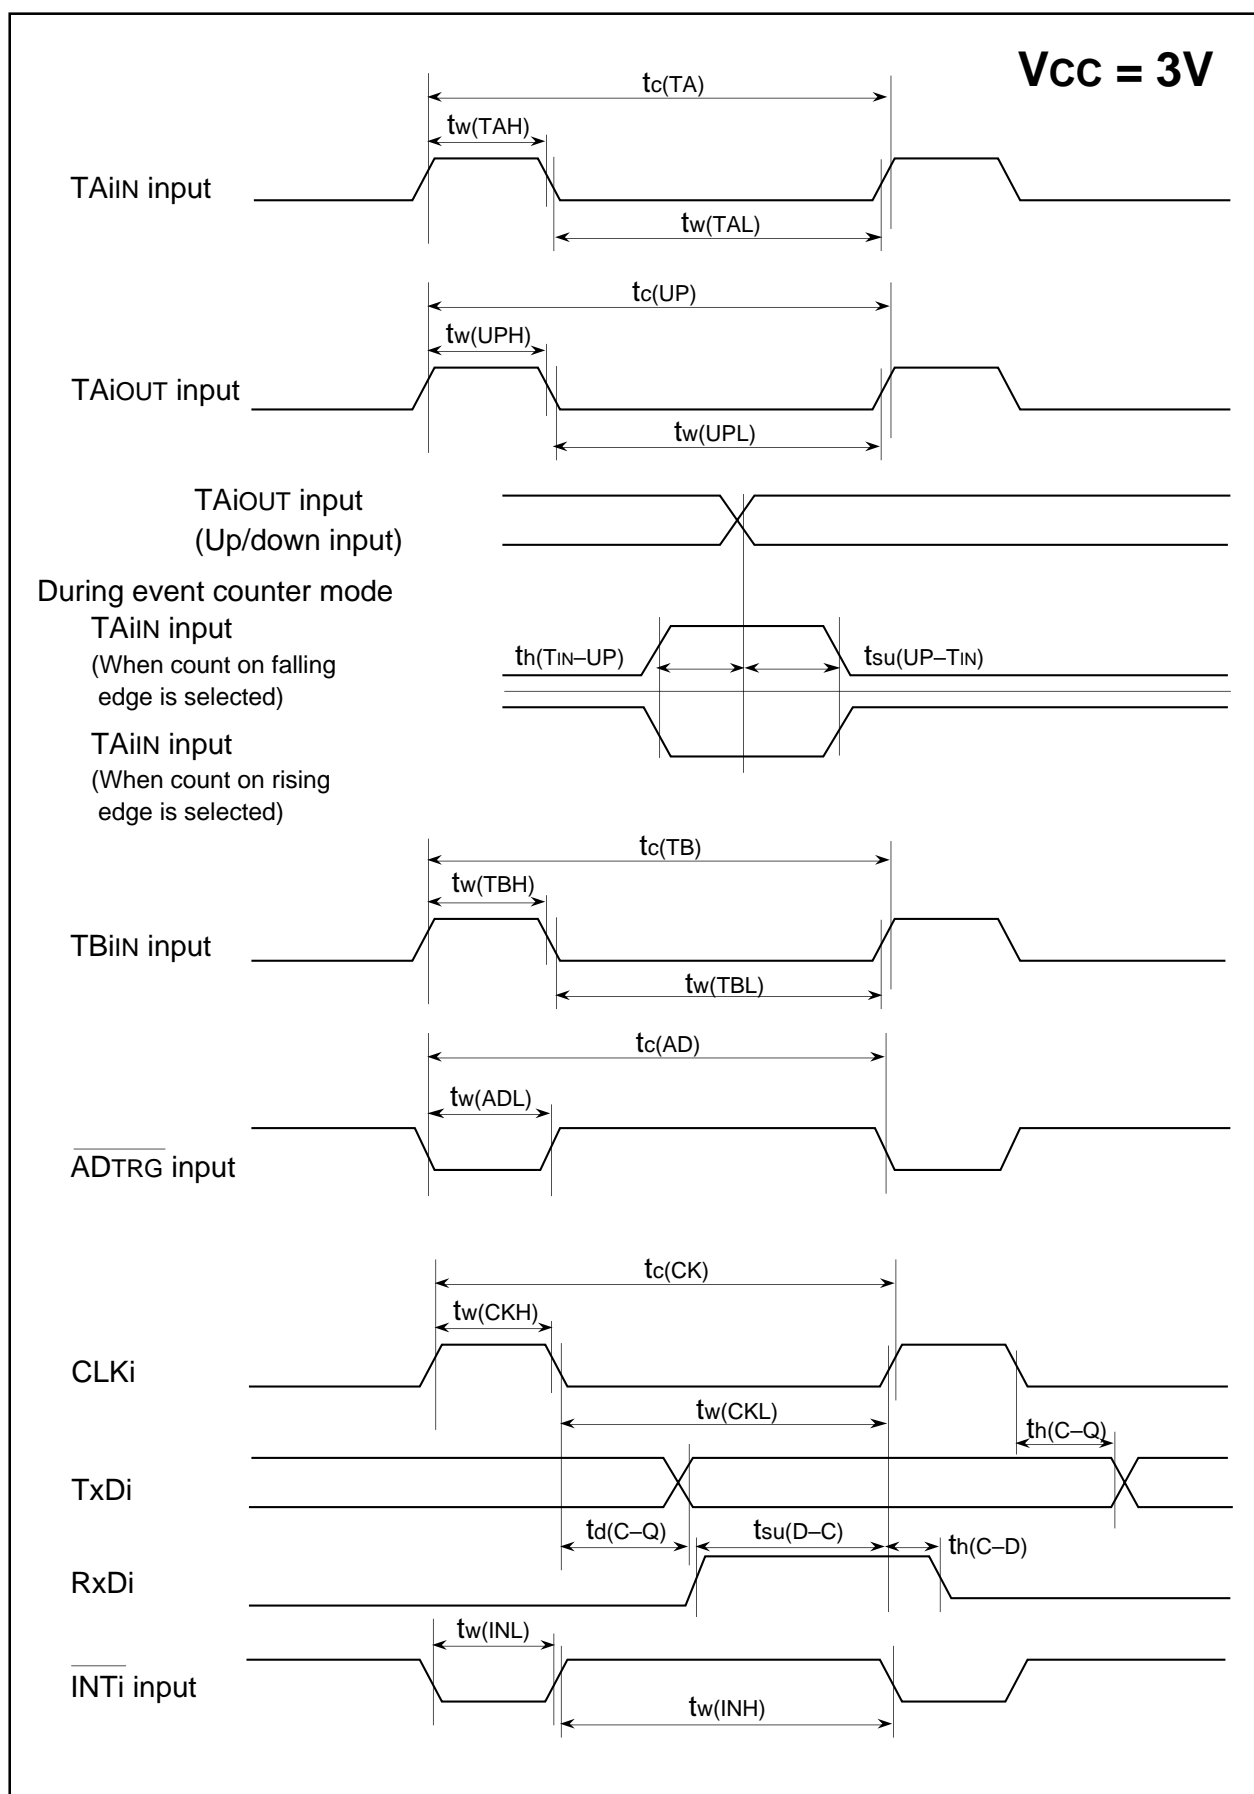 VCC = 3V
tc(TA)
tw(TAH)
TAiIN input
tw(TAL)
tc(UP)
tw(UPH)
TAiOUT input
tw(UPL)
TAiOUT input
(Up/down input)
During event counter mode
TAiIN input
(When count on falling
edge is selected)
th(TIN–UP)
tsu(UP–TIN)
TAiIN input
(When count on rising
edge is selected)
tc(TB)
tw(TBH)
TBiIN input
tw(TBL)
tc(AD)
tw(ADL)
ADTRG input
tc(CK)
tw(CKH)
CLKi
tw(CKL)
th(C–Q)
TxDi
td(C–Q)
tsu(D–C)
th(C–D)
RxDi
tw(INL)
INTi input
tw(INH)